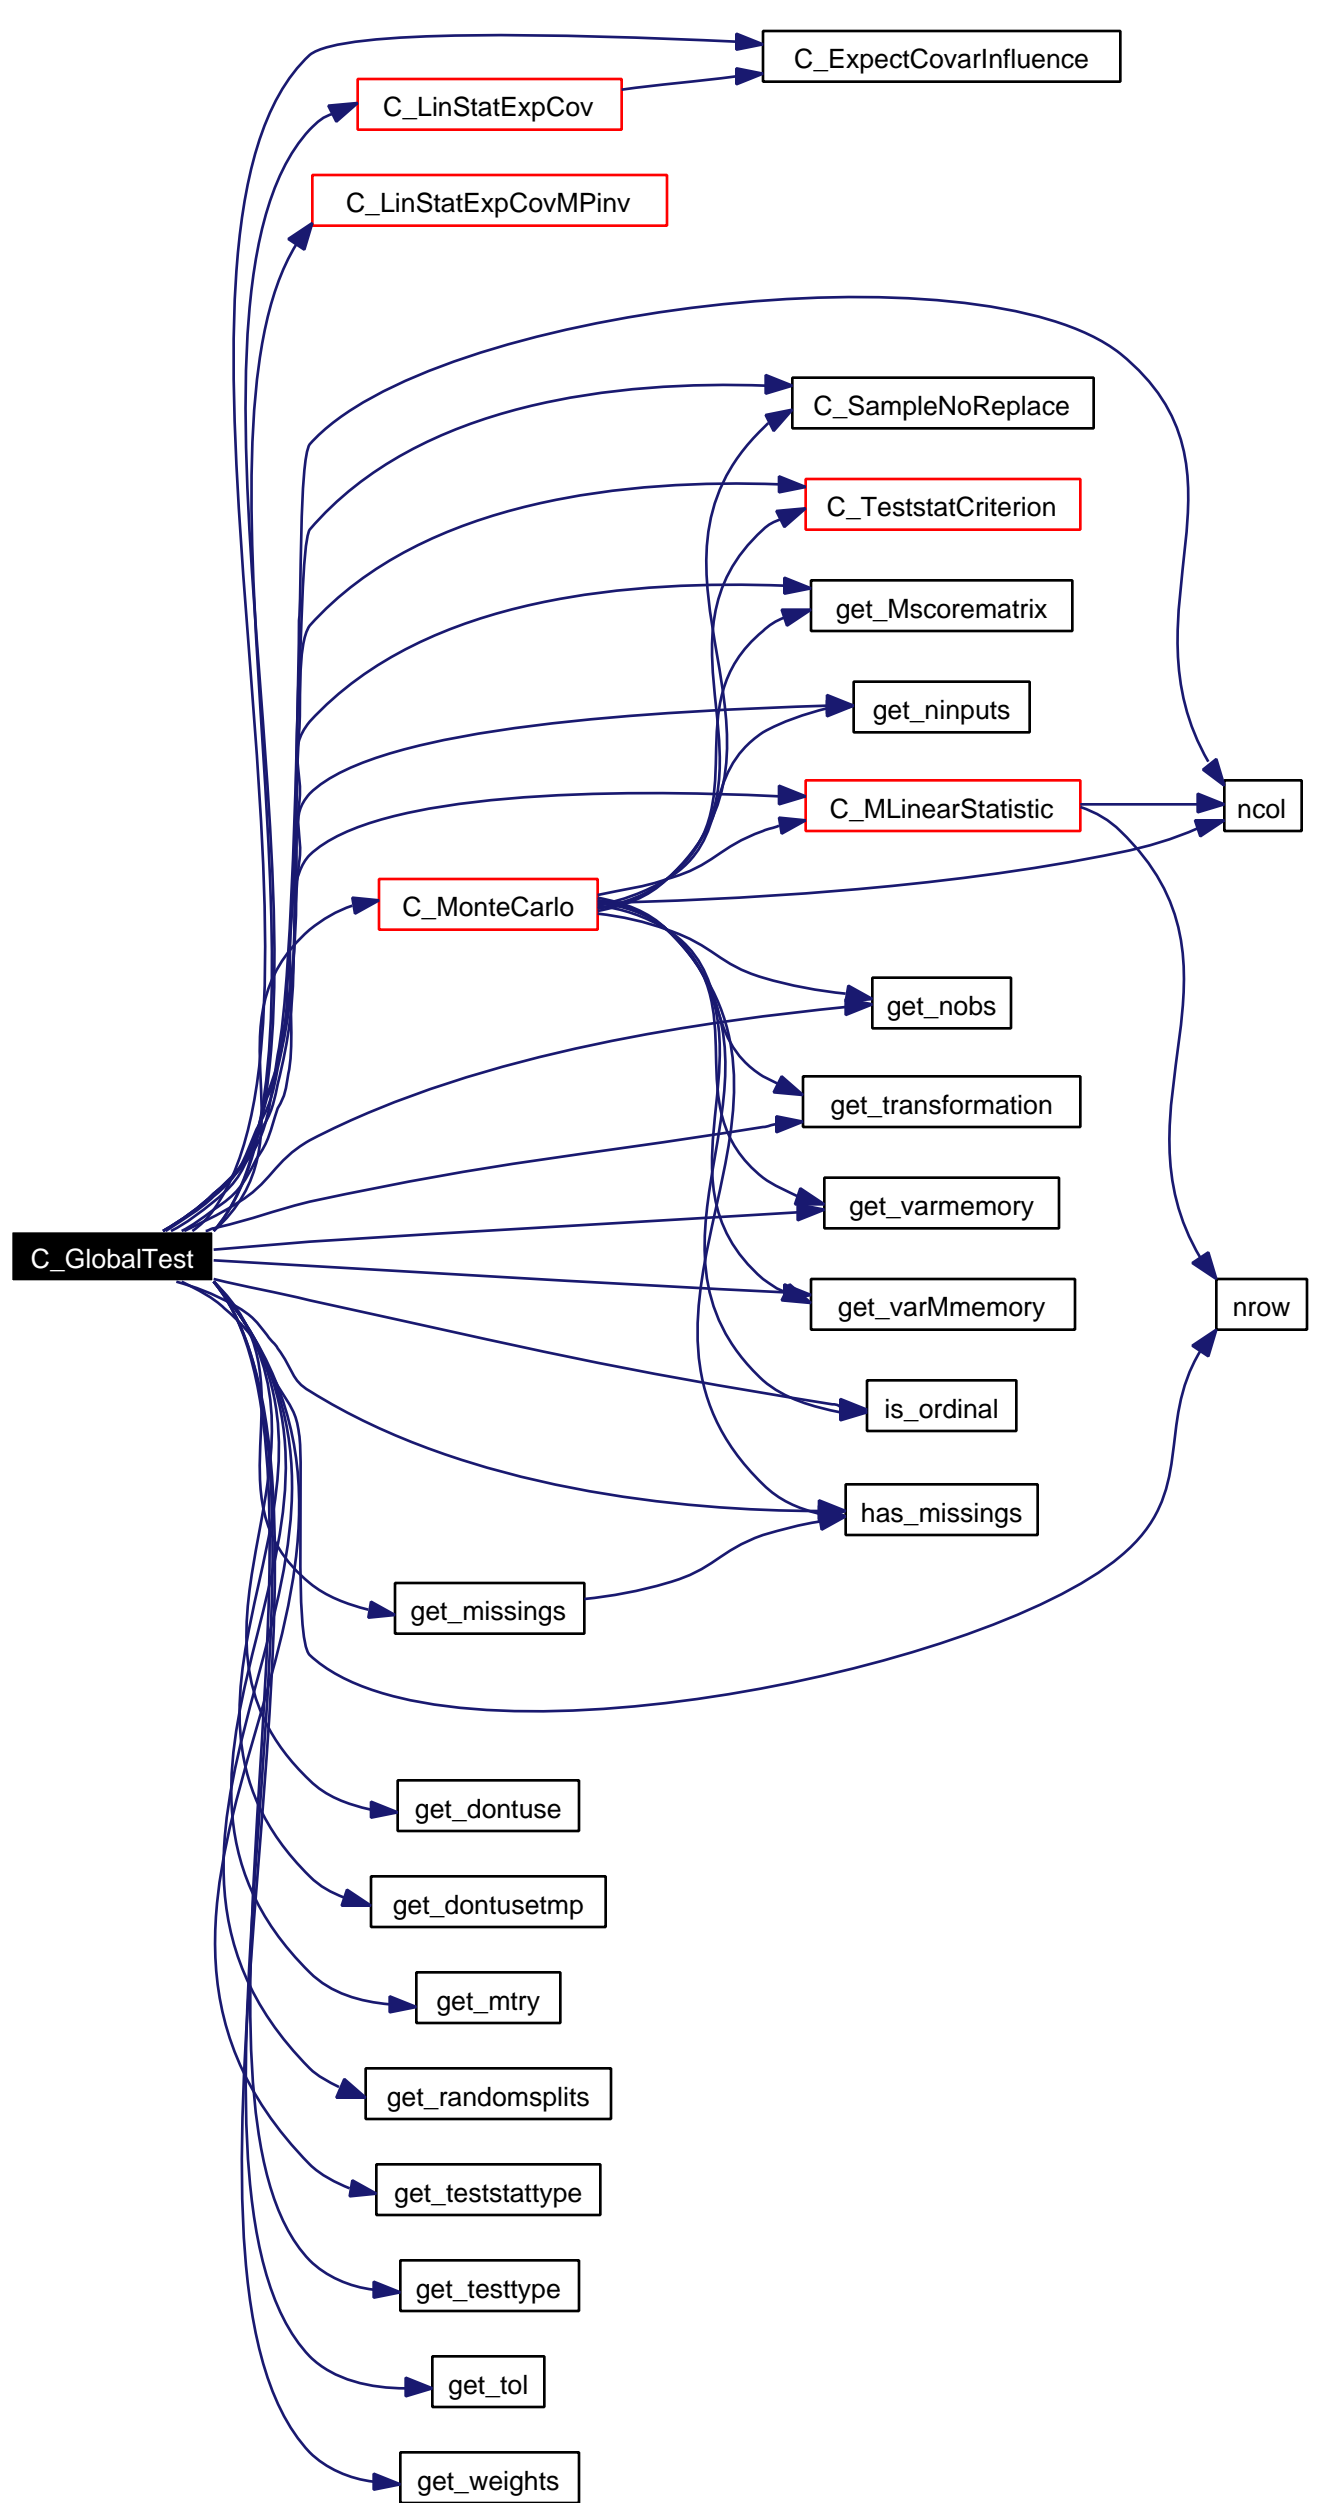 C_ExpectCovarInfluence
C_LinStatExpCov
C_LinStatExpCovMPinv
C_SampleNoReplace
C_TeststatCriterion
get_Mscorematrix
get_ninputs
C_MLinearStatistic
ncol
C_MonteCarlo
get_nobs
get_transformation
get_varmemory
C_GlobalTest
get_varMmemory
nrow
is_ordinal
has_missings
get_missings
get_dontuse
get_dontusetmp
get_mtry
get_randomsplits
get_teststattype
get_testtype
get_tol
get_weights